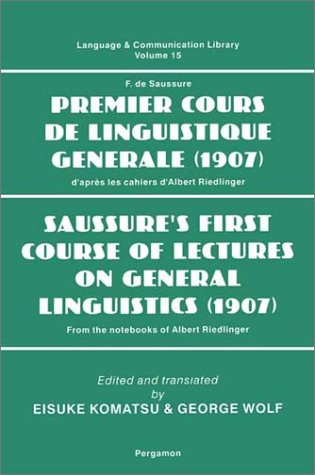 Language & Communication Library
Volume 15
F. de Saussure
PREMIER COURS
DE LINGUISTIQUE
GENERALE (1907)
d'après les cahiers d'Albert Riedlinger
SAUSSURE'S FIRST
COURSE OF LECTURES
ON GENERAL
LINGUISTICS (1907)
From the notebooks of Albert Riedlinger
Edited and translated
by
EISUKE KOMATSU & GEORGE WOLF
Pergamon